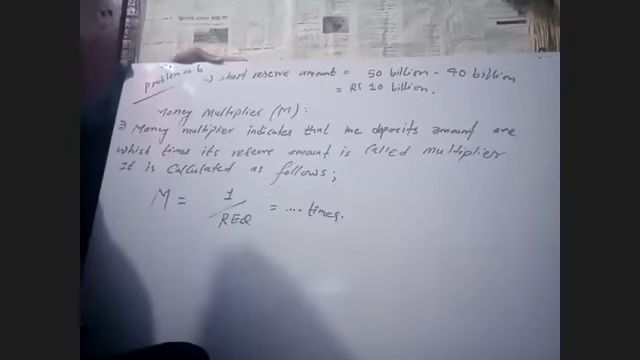 problem no 6 → short reserve amount = 50 billion - 40 billion
= RS 10 billion.
Money Multiplier (M):
⇒ Money multiplier indicates that the deposits amount are
which times its reserve amount is called multiplier
It is calculated as follows;
M = 1 / REQ = .... times.